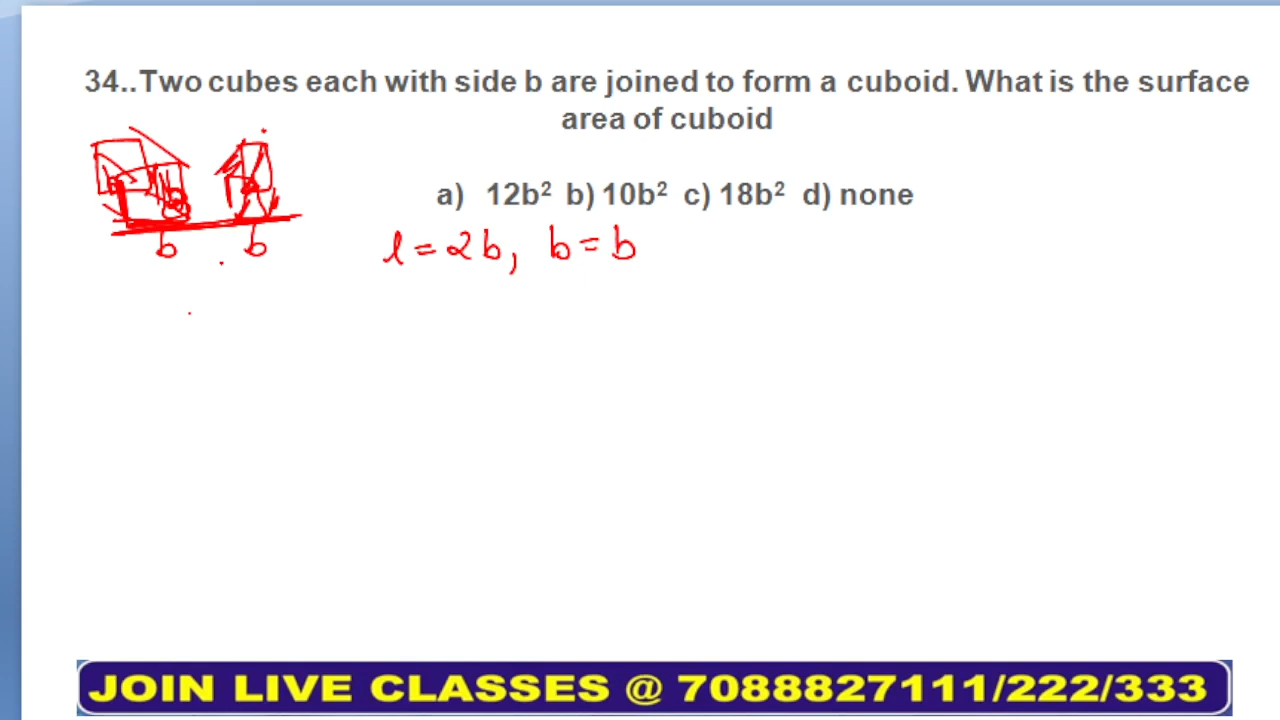 34..Two cubes each with side b are joined to form a cuboid. What is the surface
area of cuboid
a) 12b² b) 10b² c) 18b² d) none
b b
l = 2b, b = b
JOIN LIVE CLASSES @ 7088827111/222/333